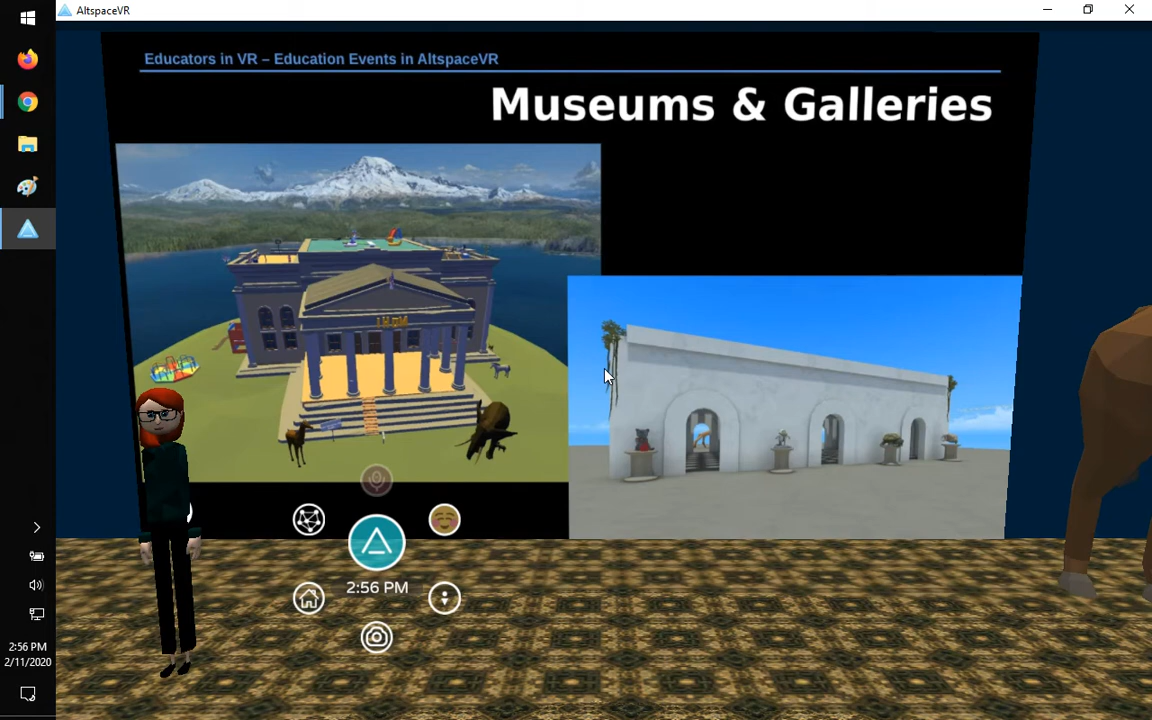 AltspaceVR
Educators in VR – Education Events in AltspaceVR
Museums & Galleries
2:56 PM
2:56 PM
2/11/2020